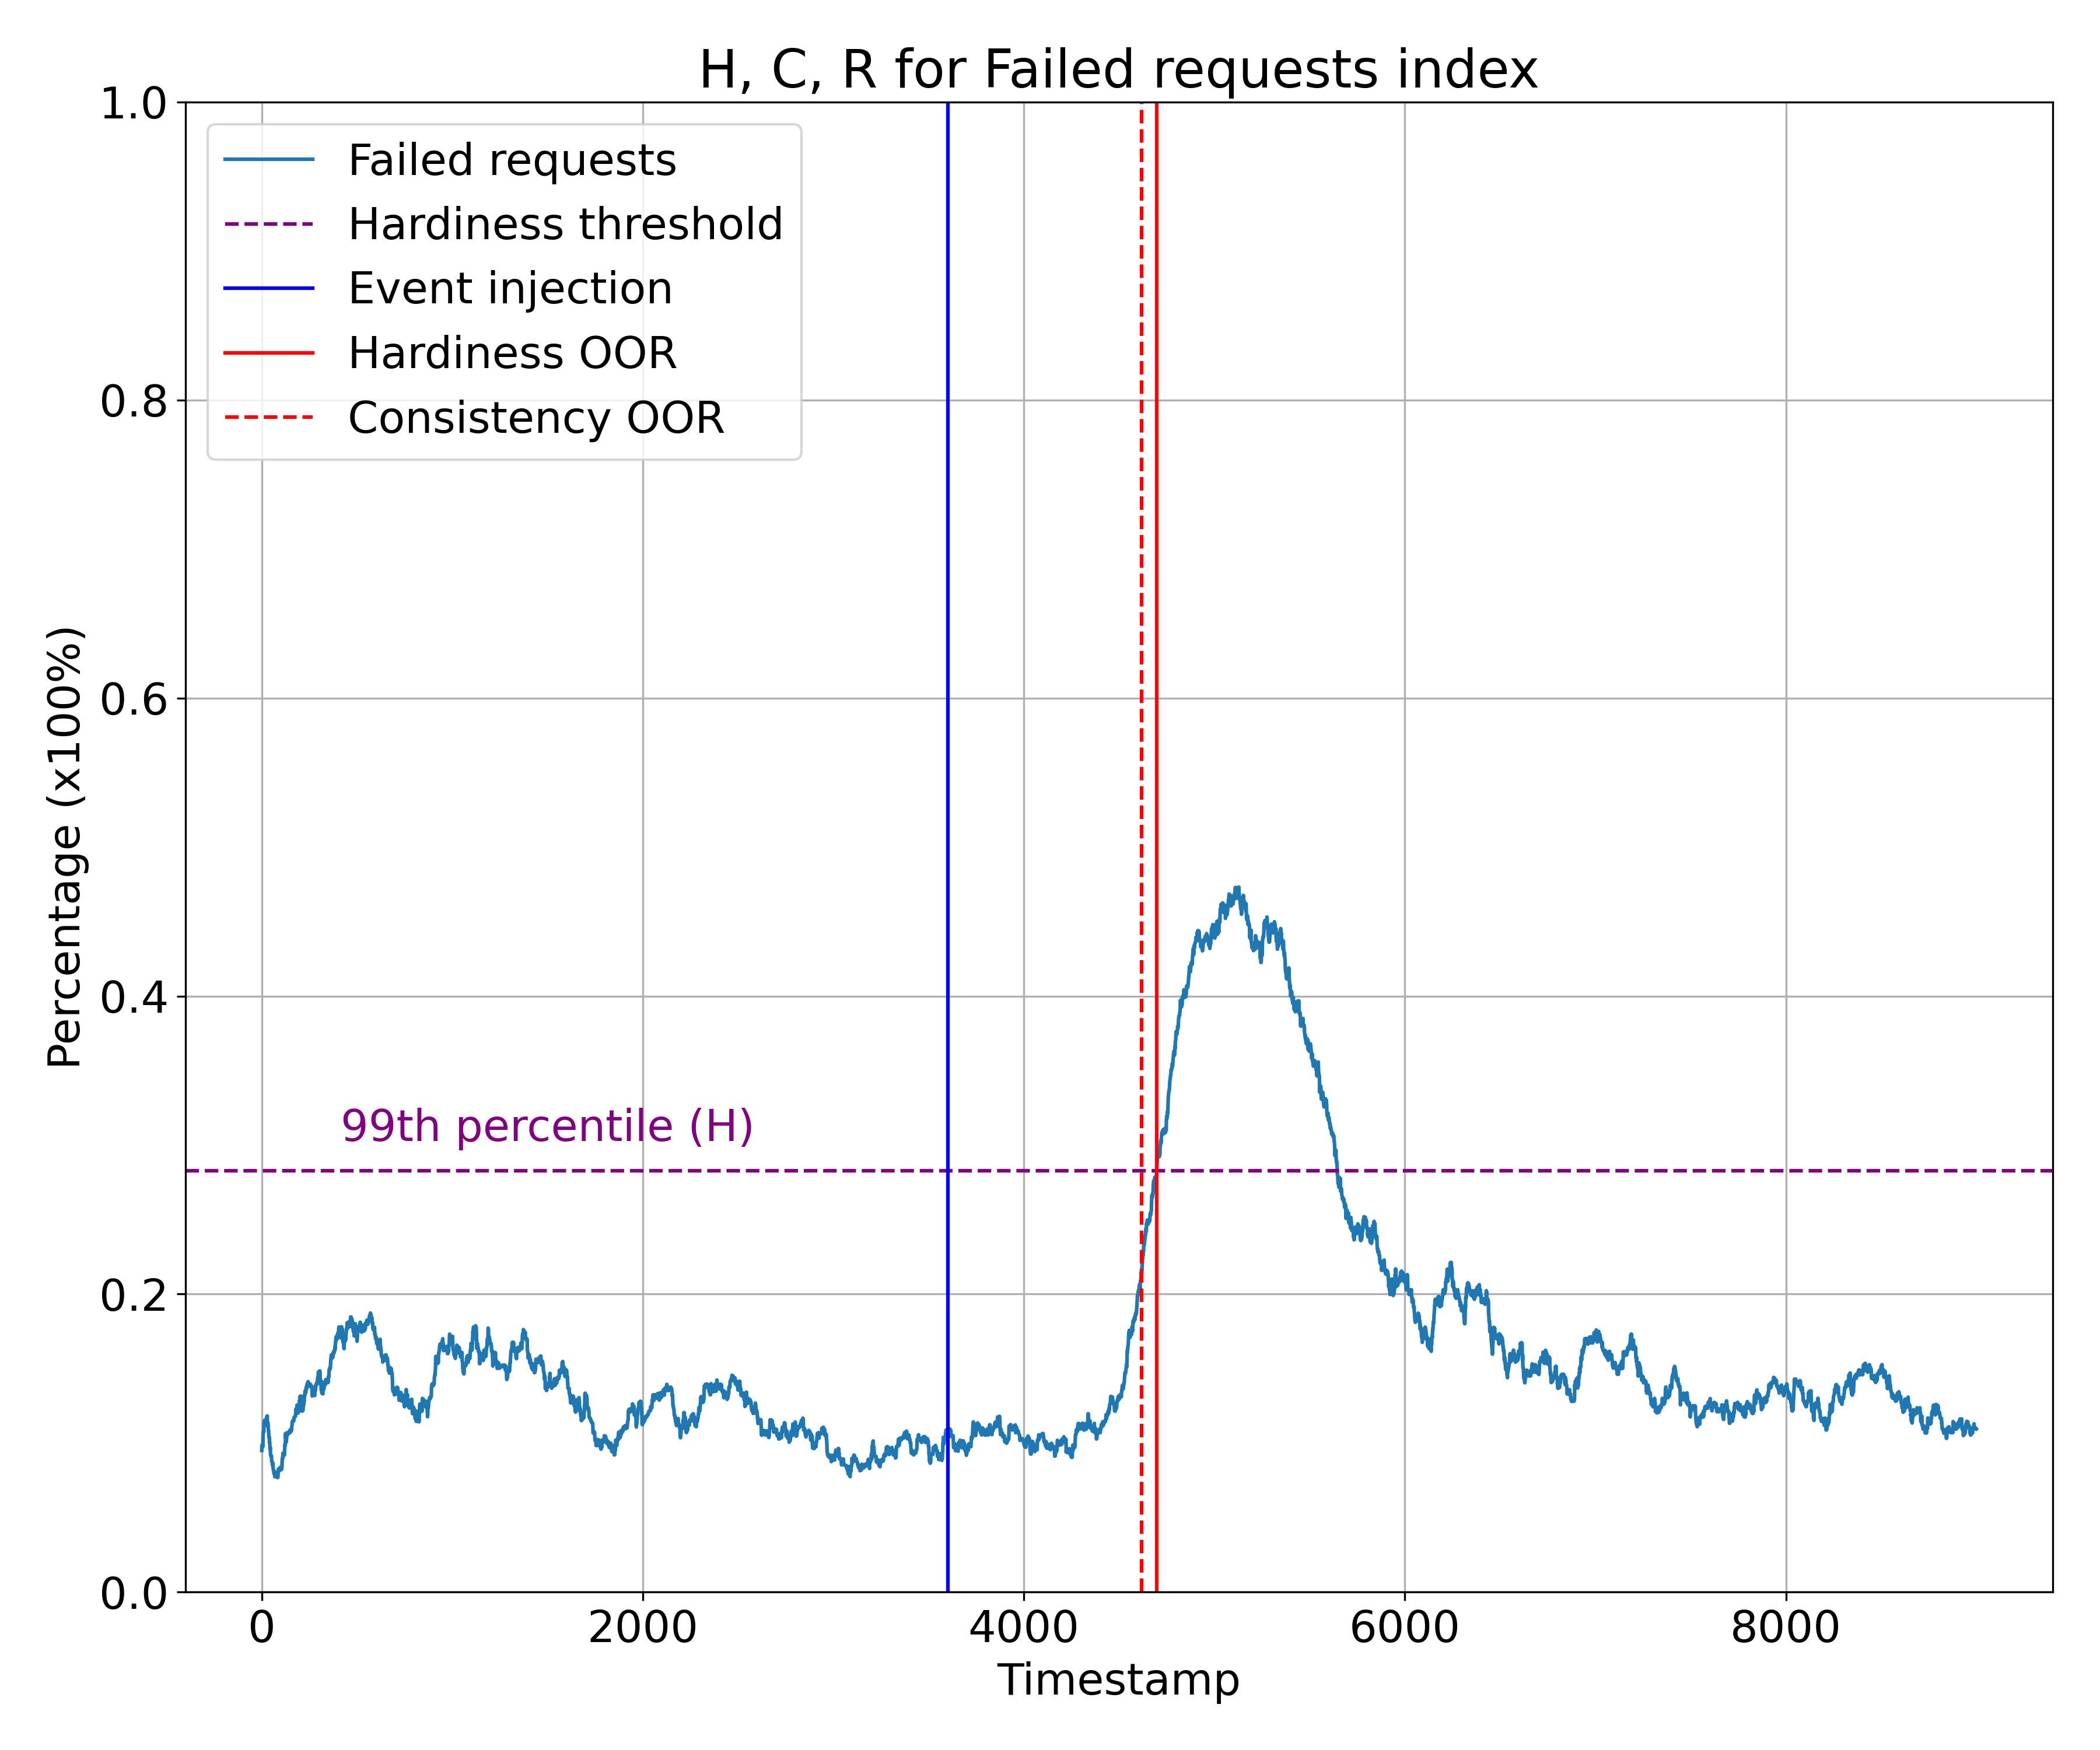 H, C, R for Failed requests index
Failed requests
Hardiness threshold
Event injection
Hardiness OOR
Consistency OOR
99th percentile (H)
Percentage (x100%)
1.0
0.8
0.6
0.4
0.2
0.0
0 2000 4000 6000 8000
Timestamp